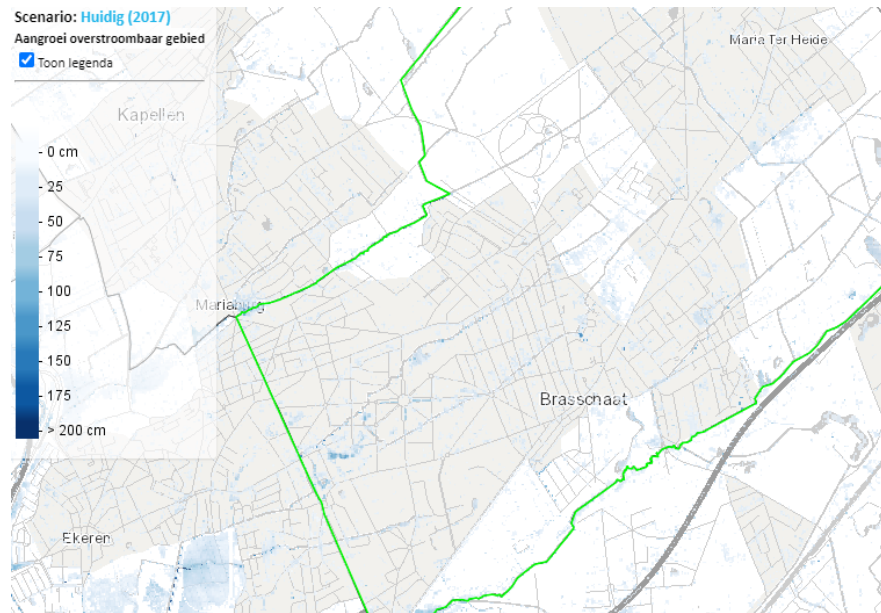 Scenario: Huidig (2017)
Aangroei overstroombaar gebied
Toon legenda
Maria Ter Heide
Kapellen
- 0 cm
- 25
- 50
- 75
- 100
- 125
- 150
- 175
- > 200 cm
Mariaburg
Brasschaat
Ekeren